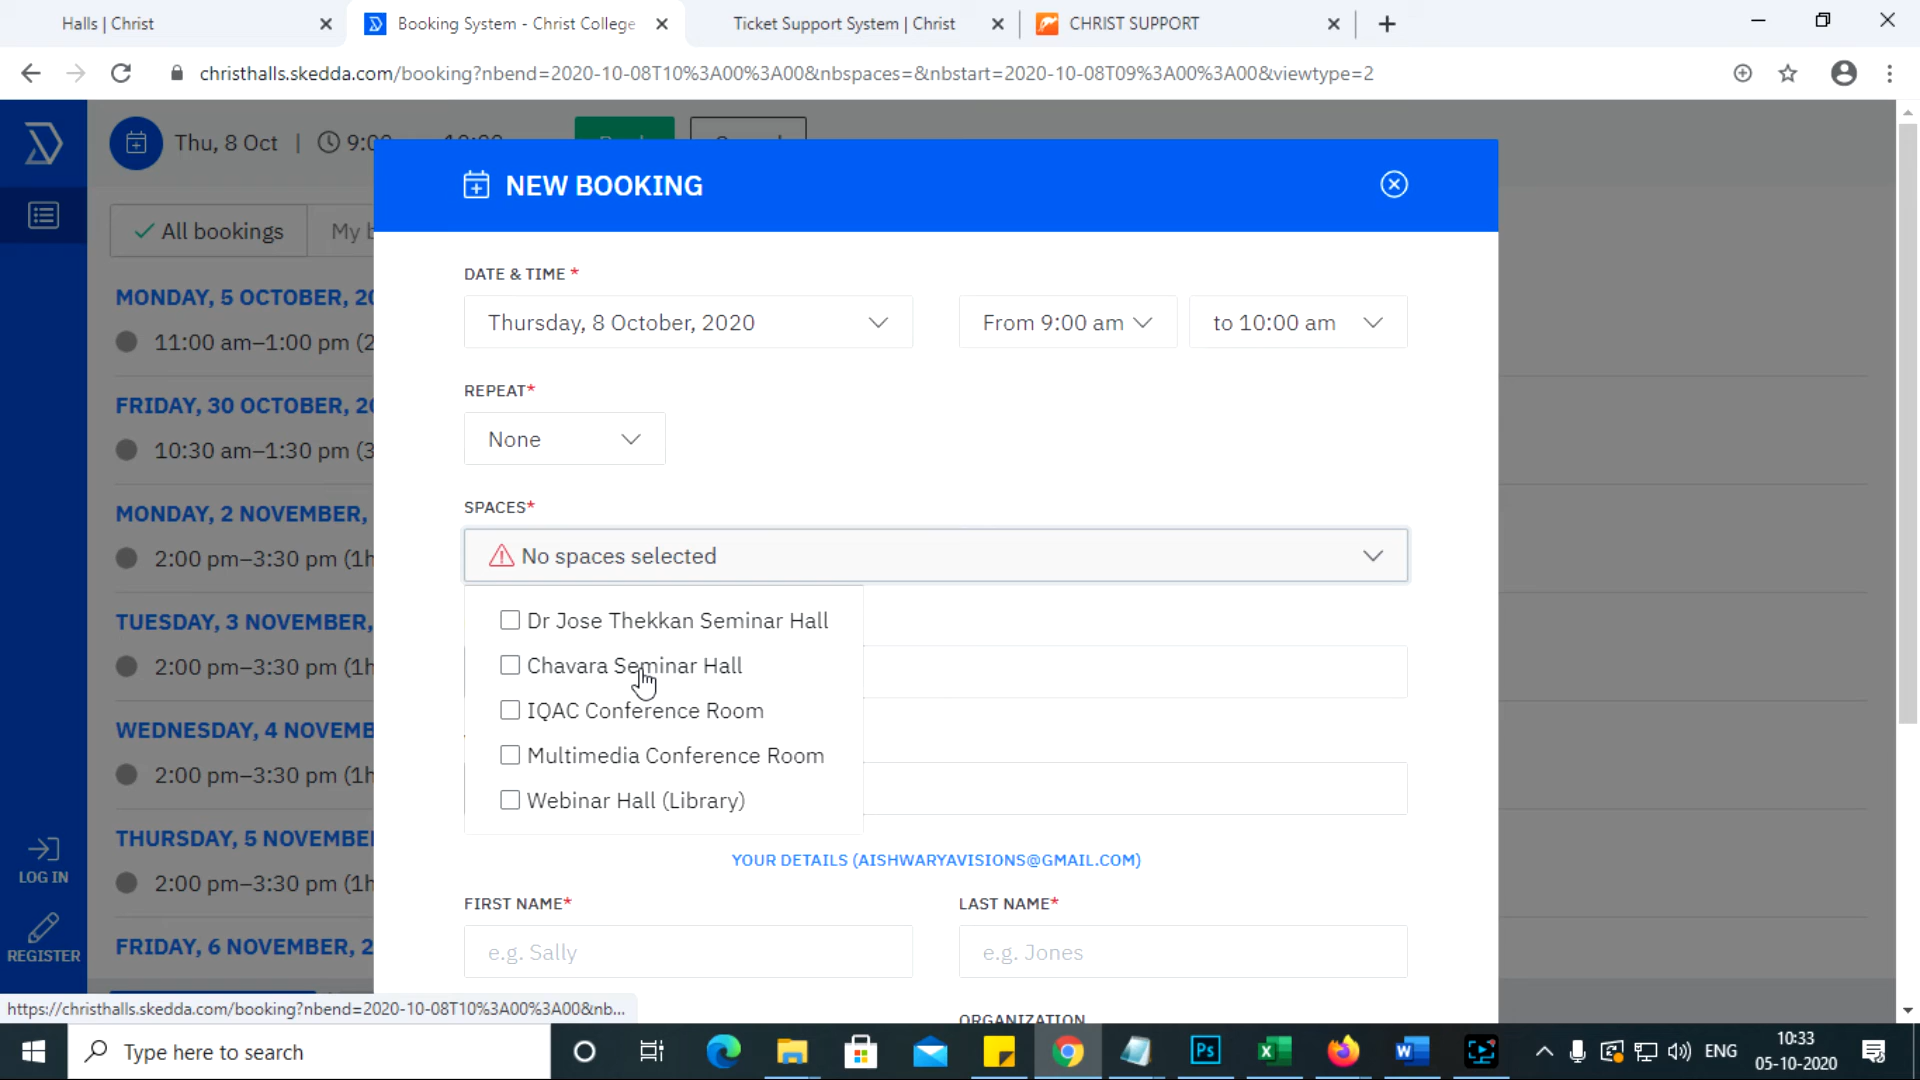 Halls | Christ
Booking System - Christ College
Ticket Support System | Christ
CHRIST SUPPORT
christhalls.skedda.com/booking?nbend=2020-10-08T10%3A00%3A00&nbspaces=&nbstart=2020-10-08T09%3A00%3A00&viewtype=2
Thu, 8 Oct | 9:00
NEW BOOKING
All bookings
My b
DATE & TIME *
MONDAY, 5 OCTOBER, 20
Thursday, 8 October, 2020
From 9:00 am
to 10:00 am
11:00 am–1:00 pm (2
REPEAT*
FRIDAY, 30 OCTOBER, 20
None
10:30 am–1:30 pm (3
SPACES*
MONDAY, 2 NOVEMBER,
No spaces selected
2:00 pm–3:30 pm (1h
TUESDAY, 3 NOVEMBER,
Dr Jose Thekkan Seminar Hall
2:00 pm–3:30 pm (1h
Chavara Seminar Hall
IQAC Conference Room
WEDNESDAY, 4 NOVEMB
Multimedia Conference Room
2:00 pm–3:30 pm (1h
Webinar Hall (Library)
THURSDAY, 5 NOVEMBE
YOUR DETAILS (AISHWARYAVISIONS@GMAIL.COM)
2:00 pm–3:30 pm (1h
LOG IN
FIRST NAME*
LAST NAME*
FRIDAY, 6 NOVEMBER, 2
e.g. Sally
e.g. Jones
REGISTER
https://christhalls.skedda.com/booking?nbend=2020-10-08T10%3A00%3A00&nb...
ORGANIZATION
Type here to search
Ps
ENG
10:33
05-10-2020